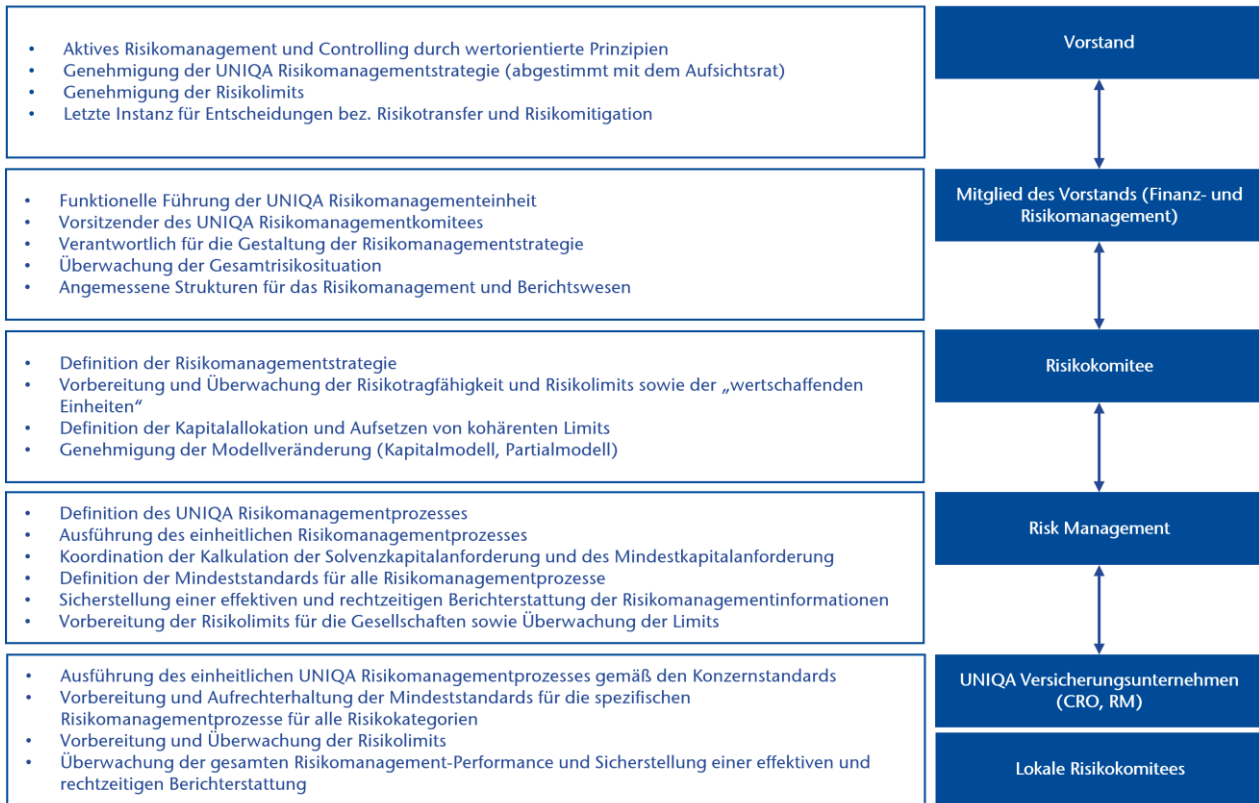 • Aktives Risikomanagement und Controlling durch wertorientierte Prinzipien
• Genehmigung der UNIQA Risikomanagementstrategie (abgestimmt mit dem Aufsichtsrat)
• Genehmigung der Risikolimits
• Letzte Instanz für Entscheidungen bez. Risikotransfer und Risikomitigation
Vorstand
• Funktionelle Führung der UNIQA Risikomanagementeinheit
• Vorsitzender des UNIQA Risikomanagementkomitees
• Verantwortlich für die Gestaltung der Risikomanagementstrategie
• Überwachung der Gesamtrisikosituation
• Angemessene Strukturen für das Risikomanagement und Berichtswesen
Mitglied des Vorstands (Finanz- und
Risikomanagement)
• Definition der Risikomanagementstrategie
• Vorbereitung und Überwachung der Risikotragfähigkeit und Risikolimits sowie der „wertschaffenden
Einheiten“
• Definition der Kapitalallokation und Aufsetzen von kohärenten Limits
• Genehmigung der Modellveränderung (Kapitalmodell, Partialmodell)
Risikokomitee
• Definition des UNIQA Risikomanagementprozesses
• Ausführung des einheitlichen Risikomanagementprozesses
• Koordination der Kalkulation der Solvenzkapitalanforderung und des Mindestkapitalanforderung
• Definition der Mindeststandards für alle Risikomanagementprozesse
• Sicherstellung einer effektiven und rechtzeitigen Berichterstattung der Risikomanagementinformationen
• Vorbereitung der Risikolimits für die Gesellschaften sowie Überwachung der Limits
Risk Management
• Ausführung des einheitlichen UNIQA Risikomanagementprozesses gemäß den Konzernstandards
• Vorbereitung und Aufrechterhaltung der Mindeststandards für die spezifischen
Risikomanagementprozesse für alle Risikokategorien
• Vorbereitung und Überwachung der Risikolimits
• Überwachung der gesamten Risikomanagement-Performance und Sicherstellung einer effektiven und
rechtzeitigen Berichterstattung
UNIQA Versicherungsunternehmen
(CRO, RM)
Lokale Risikokomitees